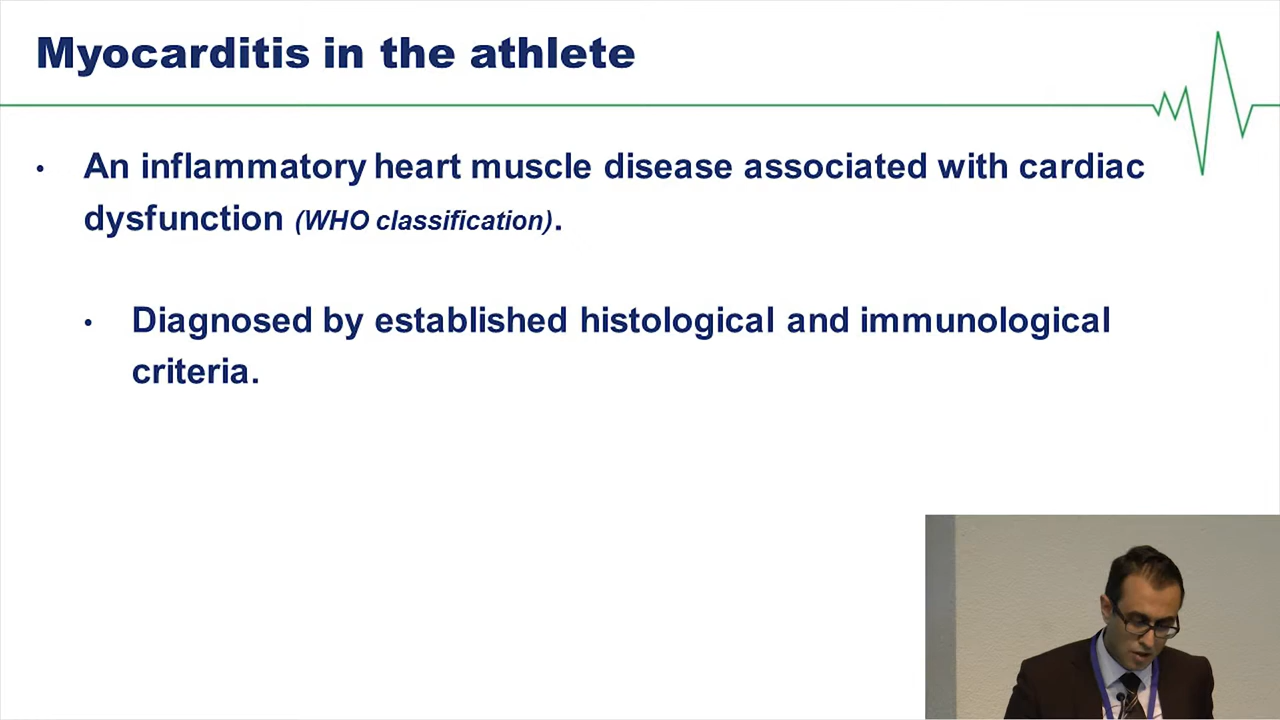 Myocarditis in the athlete
• An inflammatory heart muscle disease associated with cardiac
dysfunction (WHO classification).
• Diagnosed by established histological and immunological
criteria.